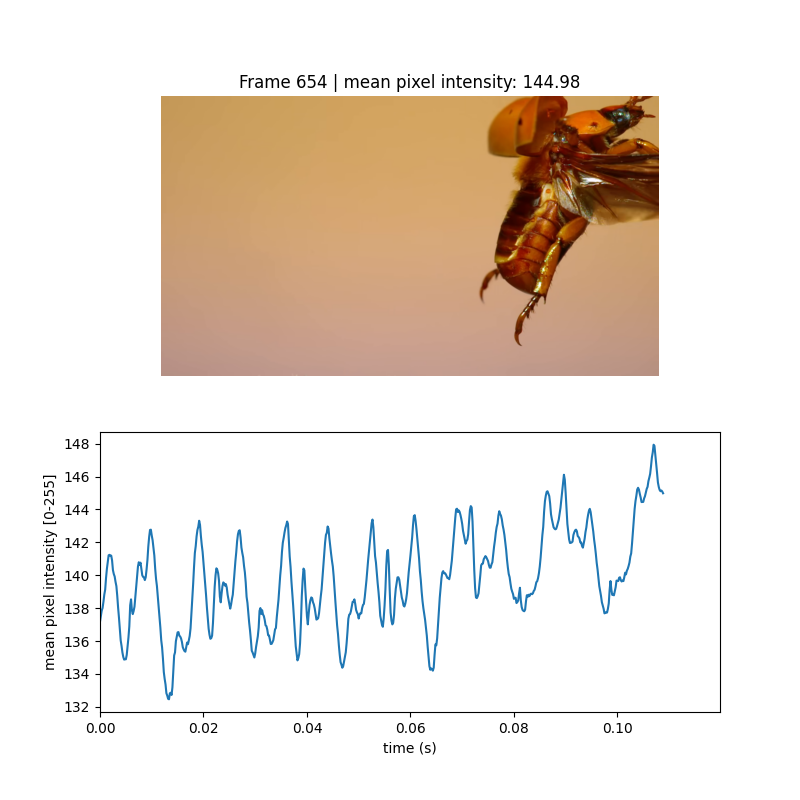 Frame 654 | mean pixel intensity: 144.98
148
146
144
142
140
138
136
134
132
mean pixel intensity [0-255]
0.00 0.02 0.04 0.06 0.08 0.10
time (s)